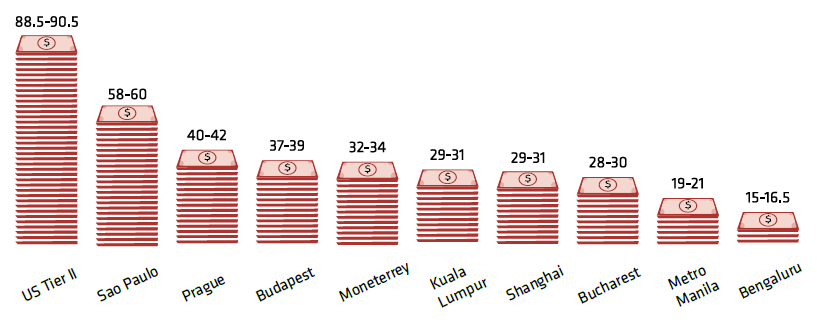 88.5-90.5
58-60
40-42
37-39
32-34
29-31
29-31
28-30
19-21
15-16.5
$
$
$
$
$
$
$
$
$
$
US Tier II
Sao Paulo
Prague
Budapest
Moneterrey
Kuala
Lumpur
Shanghai
Bucharest
Metro
Manila
Bengaluru